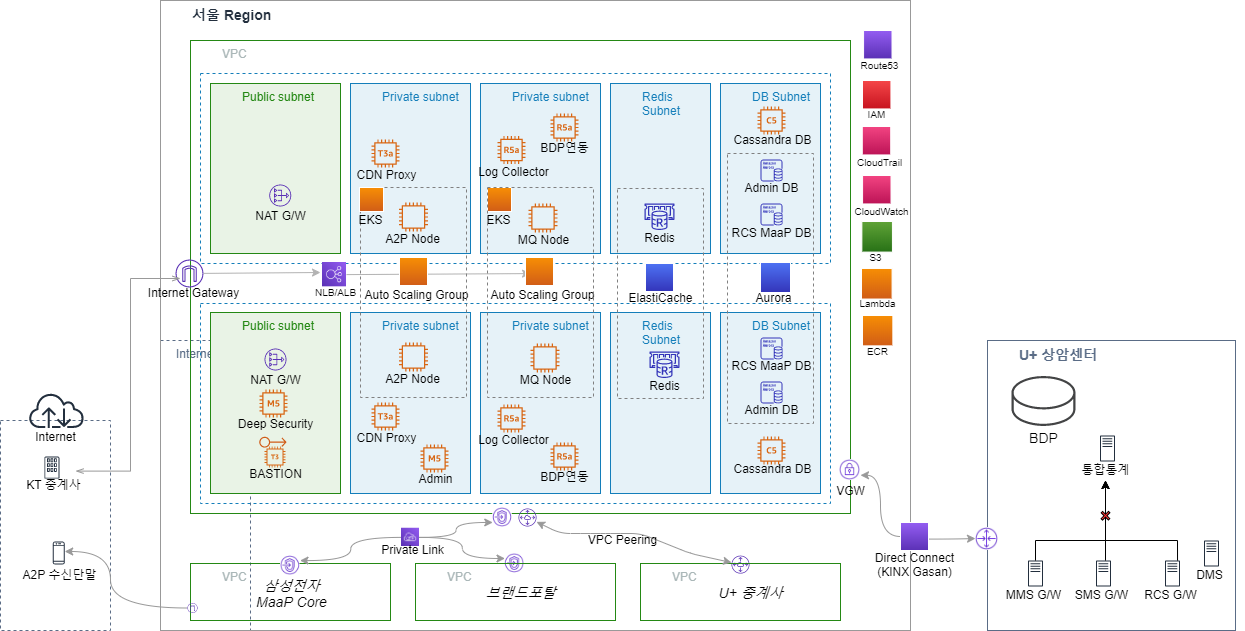 서울 Region
VPC
Public subnet
Private subnet
Private subnet
Redis
Subnet
DB Subnet
NAT G/W
T3a
CDN Proxy
EKS
A2P Node
R5a
BDP연동
R5a
Log Collector
EKS
MQ Node
R
Redis
C5
Cassandra DB
Admin DB
RCS MaaP DB
Route53
IAM
CloudTrail
CloudWatch
S3
Lambda
ECR
Internet Gateway
NLB/ALB
Auto Scaling Group
Auto Scaling Group
ElastiCache
Aurora
Interne
Public subnet
Private subnet
Private subnet
Redis
Subnet
DB Subnet
NAT G/W
M5
Deep Security
T3
BASTION
A2P Node
T3a
CDN Proxy
M5
Admin
MQ Node
R5a
Log Collector
R5a
BDP연동
R
Redis
RCS MaaP DB
Admin DB
C5
Cassandra DB
VGW
Internet
KT 중계사
A2P 수신단말
Private Link
VPC Peering
VPC
삼성전자
MaaP Core
VPC
브랜드포탈
VPC
U+ 중계사
Direct Connect
(KINX Gasan)
U+ 상암센터
BDP
통합통계
MMS G/W
SMS G/W
RCS G/W
DMS